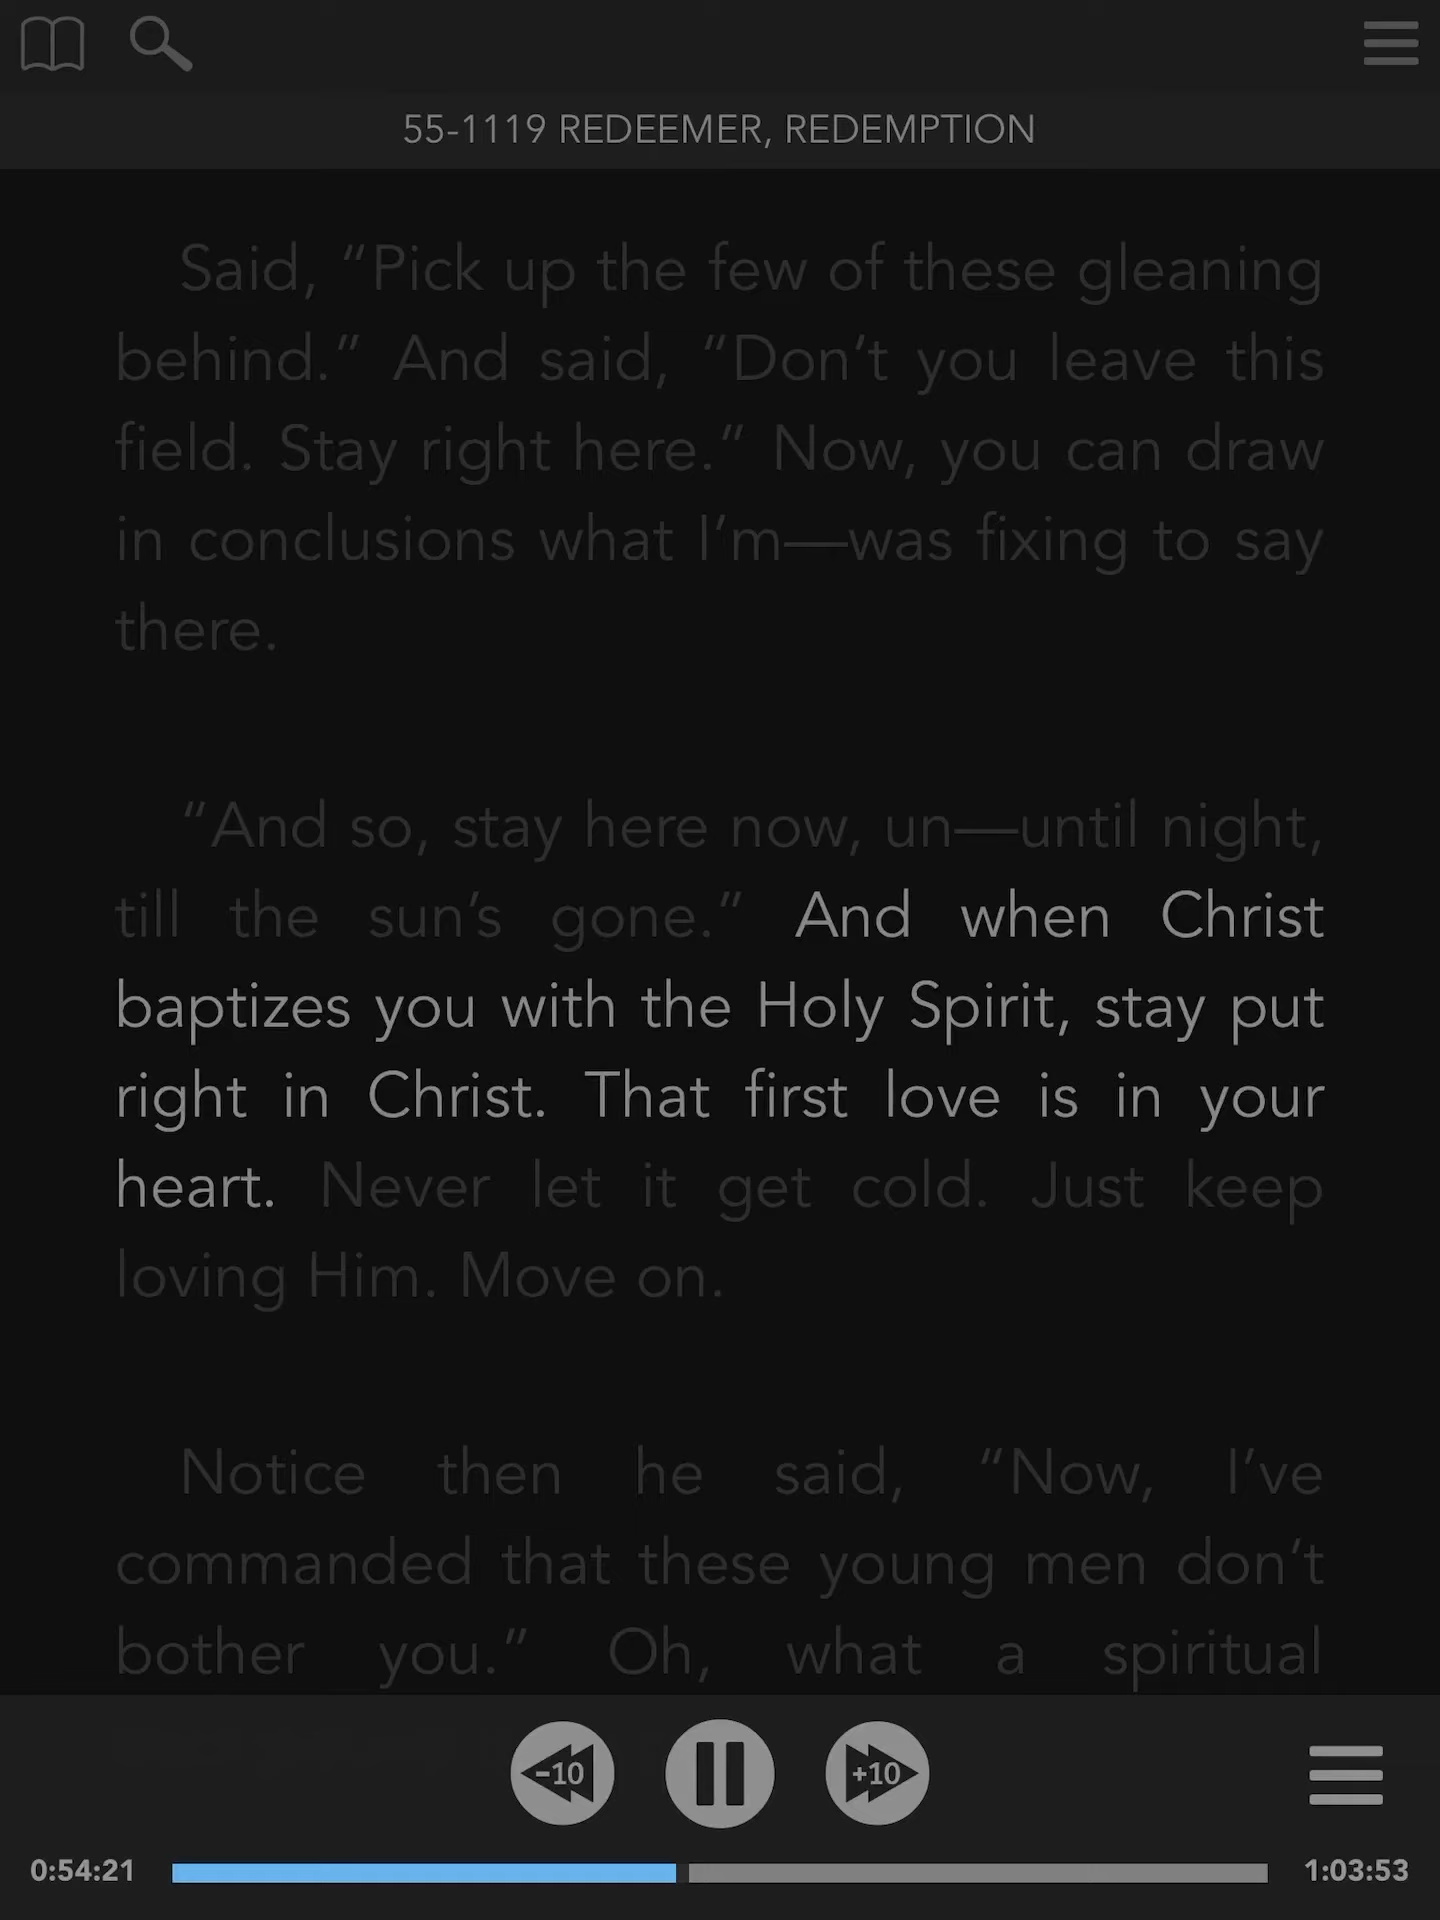 55-1119 REDEEMER, REDEMPTION
Said, “Pick up the few of these gleaning
behind.” And said, “Don’t you leave this
field. Stay right here.” Now, you can draw
in conclusions what I’m—was fixing to say
there.
“And so, stay here now, un—until night,
till the sun’s gone.” And when Christ
baptizes you with the Holy Spirit, stay put
right in Christ. That first love is in your
heart. Never let it get cold. Just keep
loving Him. Move on.
Notice then he said, “Now, I’ve
commanded that these young men don’t
bother you.” Oh, what a spiritual
-10 +10
0:54:21 1:03:53